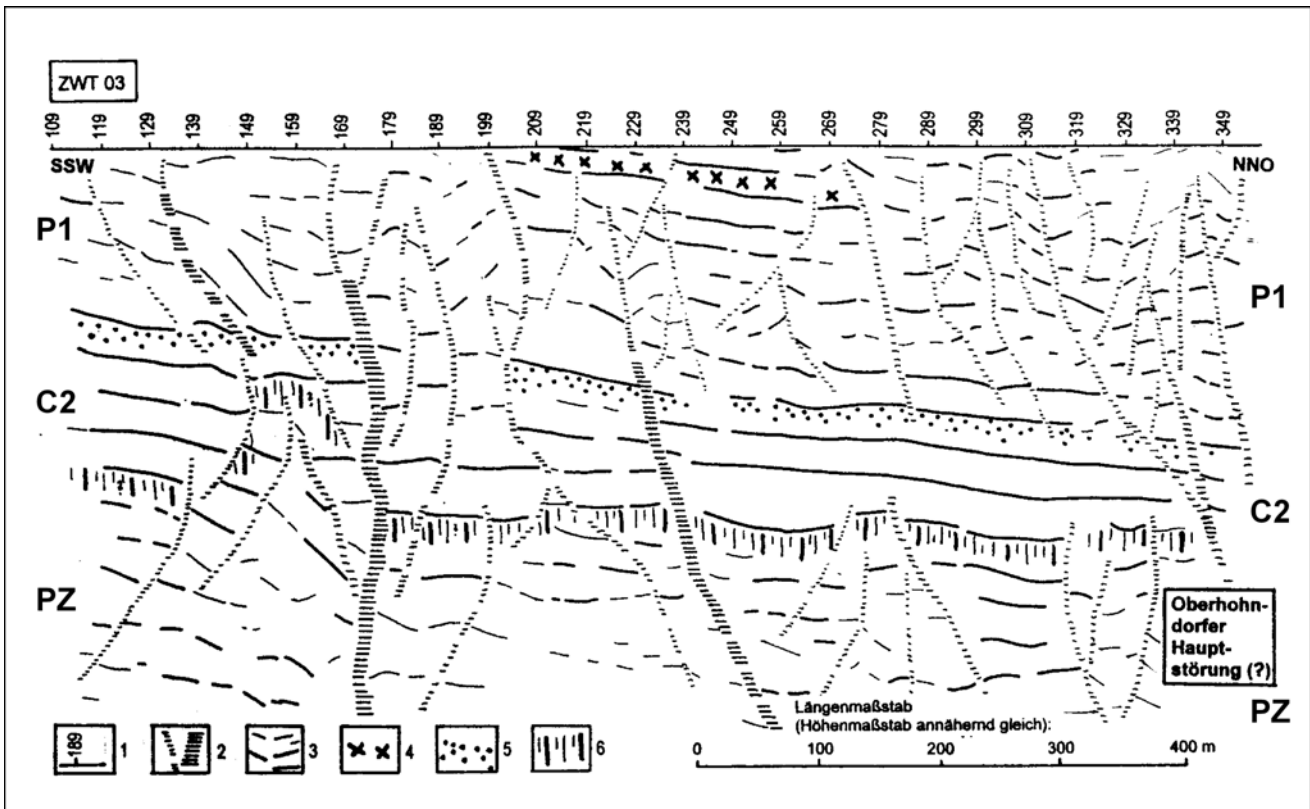 ZWT 03
109 119 129 139 149 159 169 179 189 199 209 219 229 239 249 259 269 279 289 299 309 319 329 339 349
SSW NNO
P1
P1
C2
C2
PZ
Oberhohn-
dorfer
Haupt-
störung (?)
PZ
Längenmaßstab
(Höhenmaßstab annähernd gleich):
189 1 2 3 4 5 6
0 100 200 300 400 m